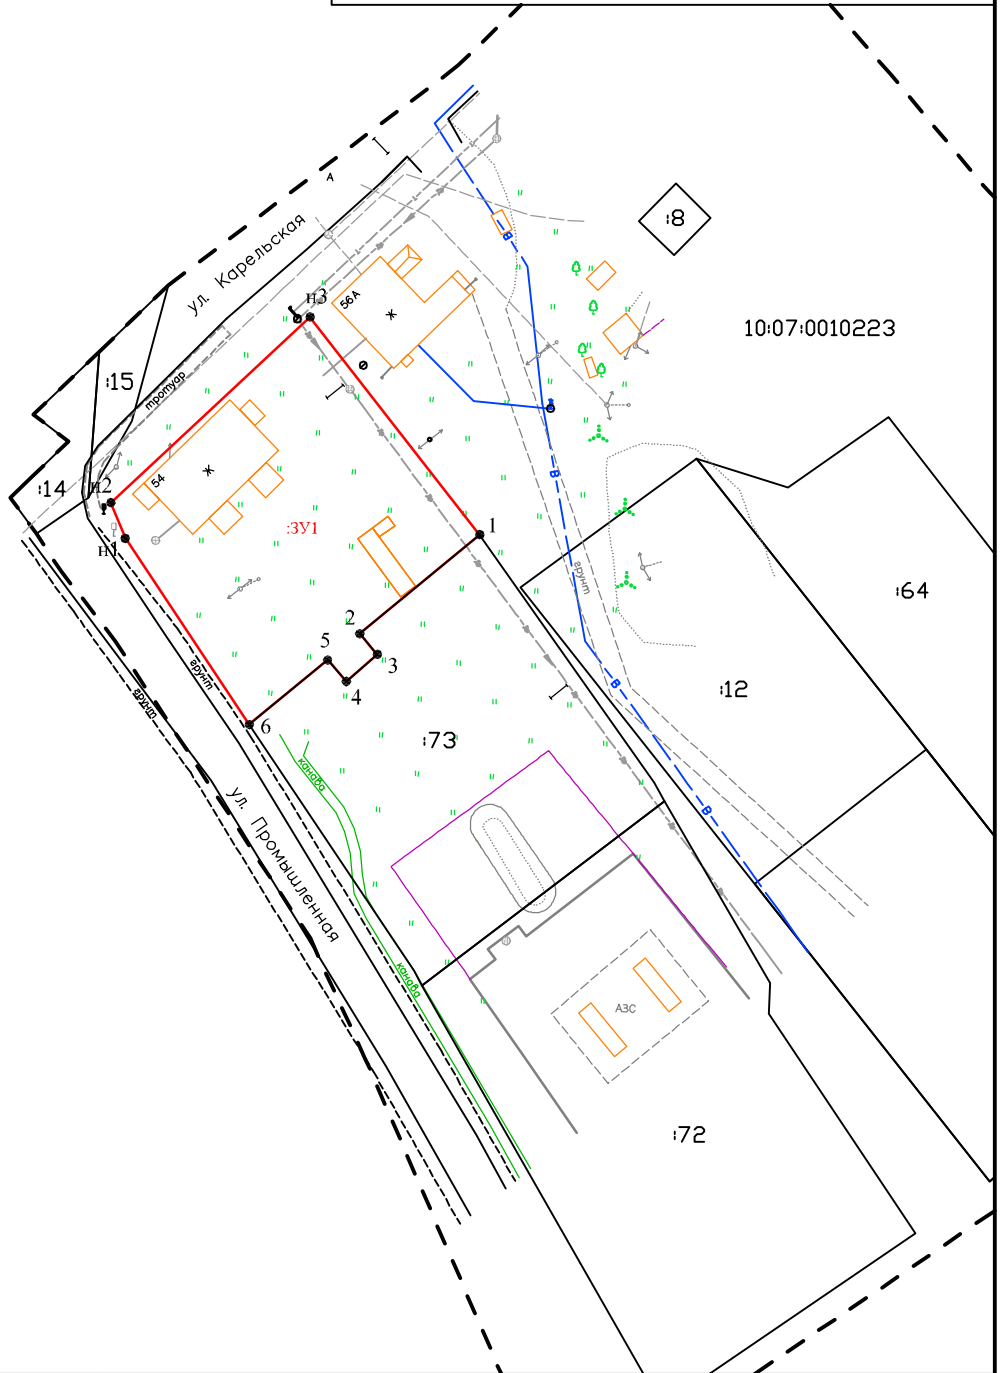 А
ул. Карельская
:8
н3
56А
Ж
10:07:0010223
:15
тротуар
В
:14
н2
54
Ж
В
:ЗУ1
1
н1
грунт
:64
2
5
3
4
грунт
грунт
6
В
:12
:73
канава
ул. Промышленная
В
канава
АЗС
:72